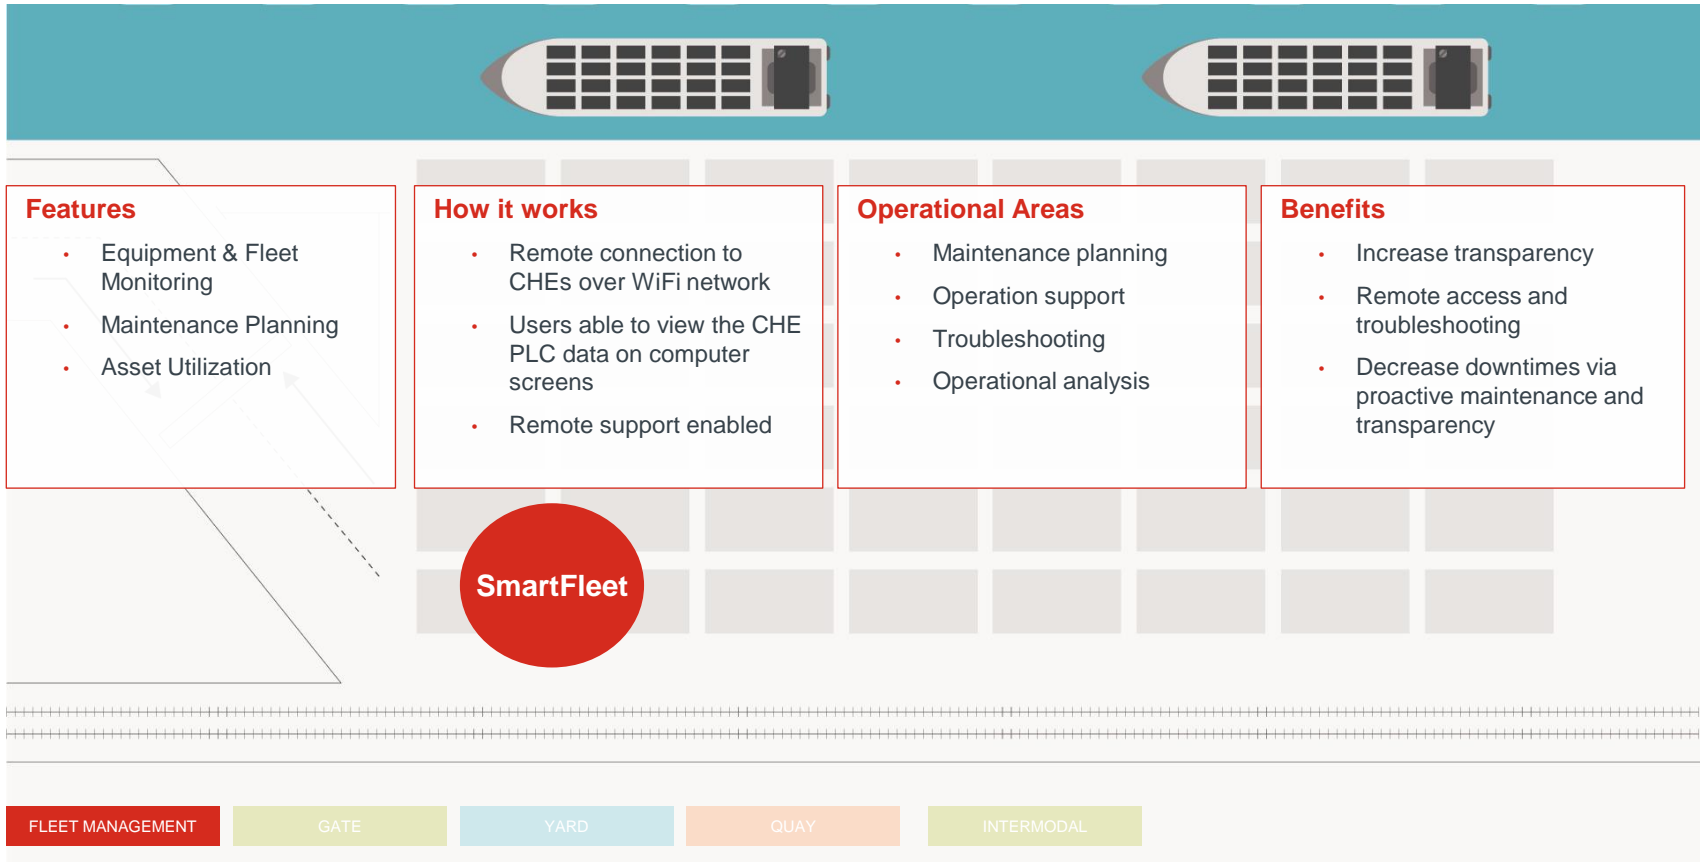 Features
• Equipment & Fleet
Monitoring
• Maintenance Planning
• Asset Utilization
How it works
• Remote connection to
CHEs over WiFi network
• Users able to view the CHE
PLC data on computer
screens
• Remote support enabled
Operational Areas
• Maintenance planning
• Operation support
• Troubleshooting
• Operational analysis
Benefits
• Increase transparency
• Remote access and
troubleshooting
• Decrease downtimes via
proactive maintenance and
transparency
SmartFleet
FLEET MANAGEMENT
GATE
YARD
QUAY
INTERMODAL